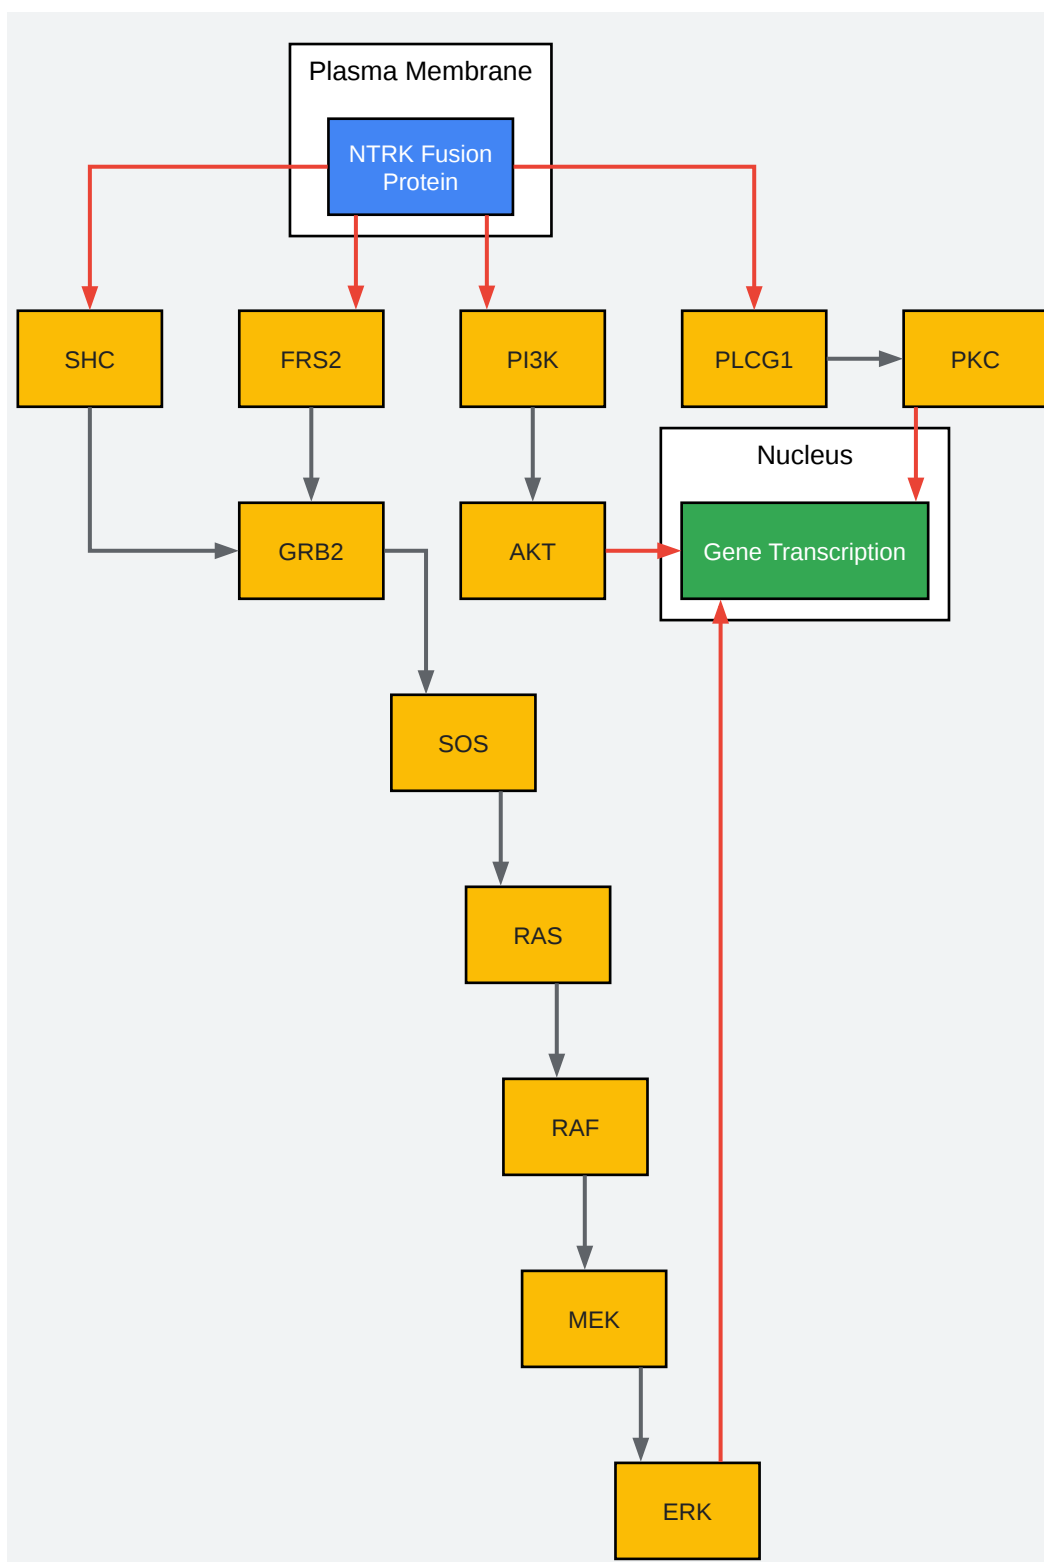 Plasma Membrane
NTRK Fusion
Protein
SHC
FRS2
PI3K
PLCG1
PKC
Nucleus
GRB2
AKT
Gene Transcription
SOS
RAS
RAF
MEK
ERK